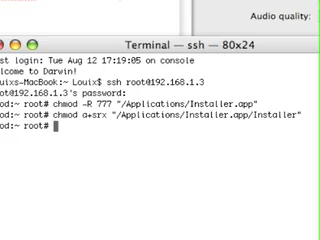 Audio quality:
Terminal — ssh — 80x24
st login: Tue Aug 12 17:19:05 on console
lcome to Darwin!
uixs-MacBook:~ Louix$ ssh root@192.168.1.3
ot@192.168.1.3's password:
od:~ root# chmod -R 777 "/Applications/Installer.app"
od:~ root# chmod a+srx "/Applications/Installer.app/Installer"
od:~ root#